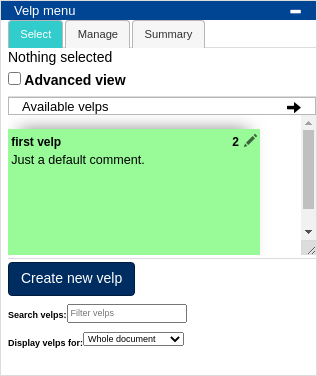 Velp menu
Select Manage Summary
Nothing selected
Advanced view
Available velps
first velp 2
Just a default comment.
Create new velp
Search velps: Filter velps
Display velps for: Whole document